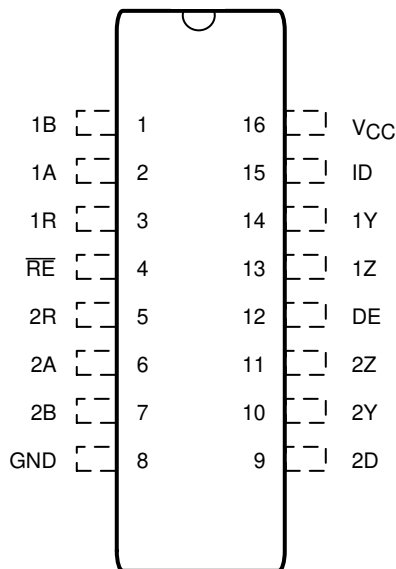 1B 1 16 VCC
1A 2 15 ID
1R 3 14 1Y
R̅E̅ 4 13 1Z
2R 5 12 DE
2A 6 11 2Z
2B 7 10 2Y
GND 8 9 2D